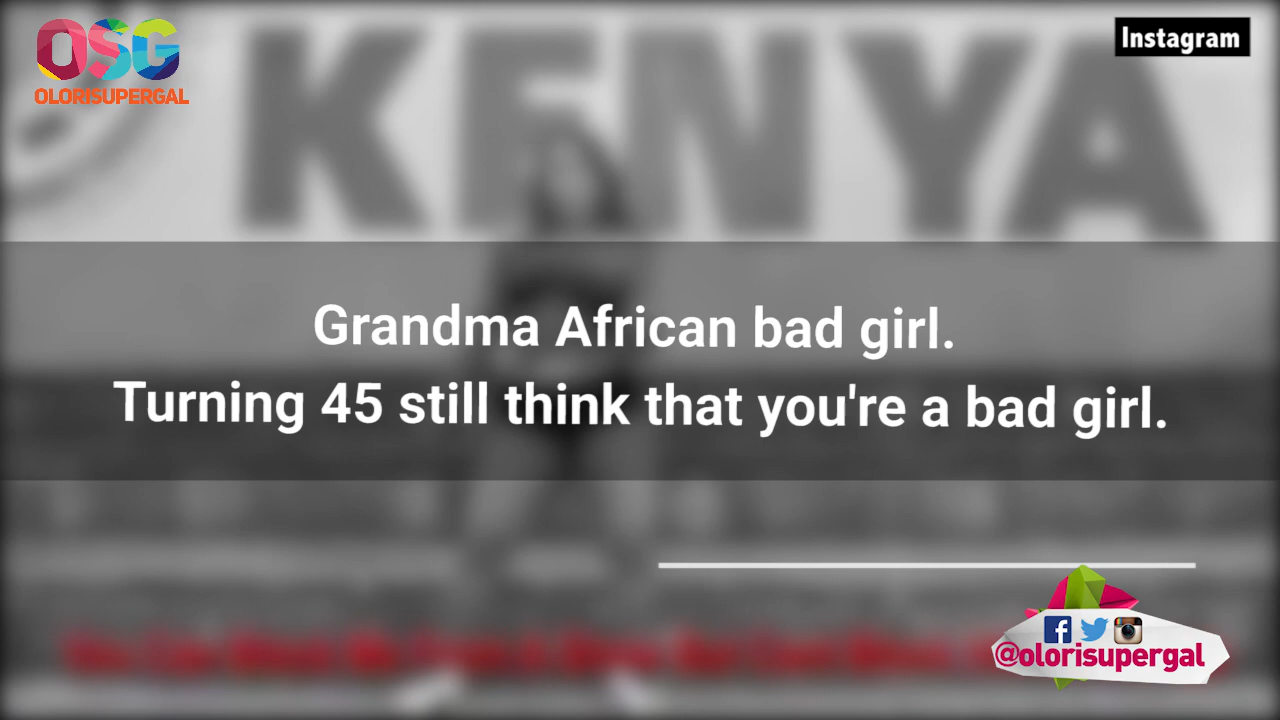 OSG
OLORISUPERGAL
Instagram
KENYA
Grandma African bad girl.
Turning 45 still think that you're a bad girl.
@olorisupergal